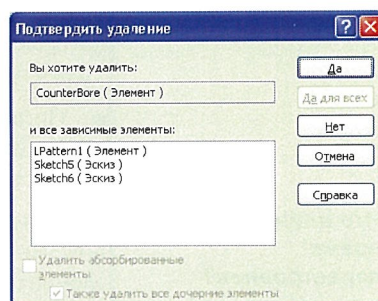 Подтвердить удаление
Вы хотите удалить:
CounterBore ( Элемент )
и все зависимые элементы:
LPattern1 ( Элемент )
Sketch5 ( Эскиз )
Sketch6 ( Эскиз )
Удалить абсорбированные
элементы
Также удалить все дочерние элементы
Да
Да для всех
Нет
Отмена
Справка